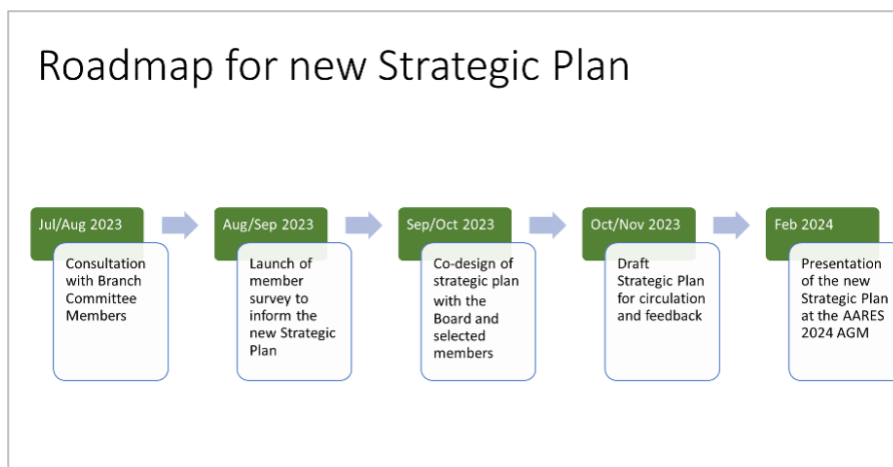 Roadmap for new Strategic Plan
Jul/Aug 2023
Consultation
with Branch
Committee
Members
Aug/Sep 2023
Launch of
member
survey to
inform the
new Strategic
Plan
Sep/Oct 2023
Co-design of
strategic plan
with the
Board and
selected
members
Oct/Nov 2023
Draft
Strategic Plan
for circulation
and feedback
Feb 2024
Presentation
of the new
Strategic Plan
at the AARES
2024 AGM